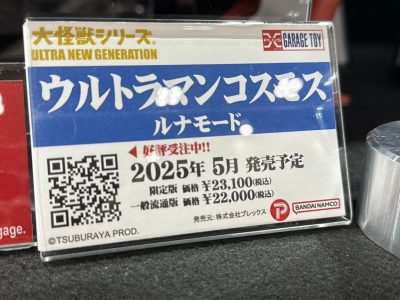 大怪獣シリーズ®
ULTRA NEW GENERATION
GARAGE TOY
ウルトラマンコスモス
ルナモード
◀好評受注中!!
2025年 5月 発売予定
限定版 価格 ¥23,100(税込)
一般流通版 価格 ¥22,000(税込)
発売元:株式会社プレックス
BANDAI NAMCO
©TSUBURAYA PROD.
gage.